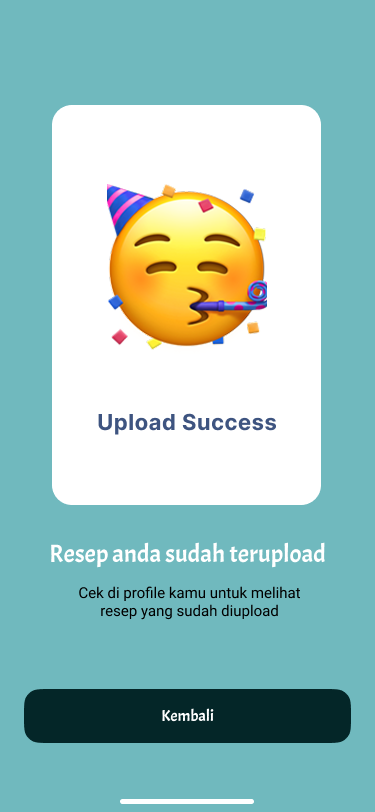 Upload Success
Resep anda sudah terupload
Cek di profile kamu untuk melihat
resep yang sudah diupload
Kembali